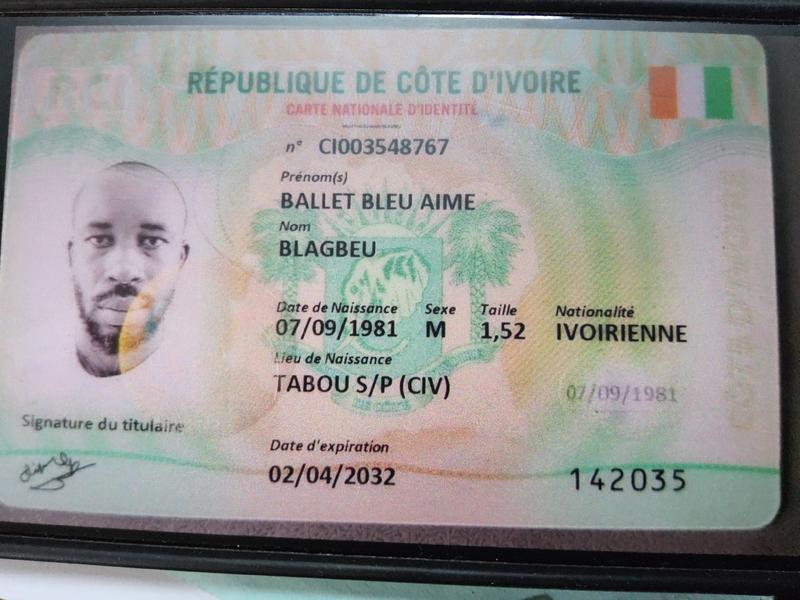 RÉPUBLIQUE DE CÔTE D'IVOIRE
CARTE NATIONALE D'IDENTITÉ
n° CI003548767
Prénom(s)
BALLET BLEU AIME
Nom
BLAGBEU
Date de Naissance Sexe Taille Nationalité
07/09/1981 M 1,52 IVOIRIENNE
Lieu de Naissance
TABOU S/P (CIV)
07/09/1981
Signature du titulaire
Date d'expiration
02/04/2032
142035